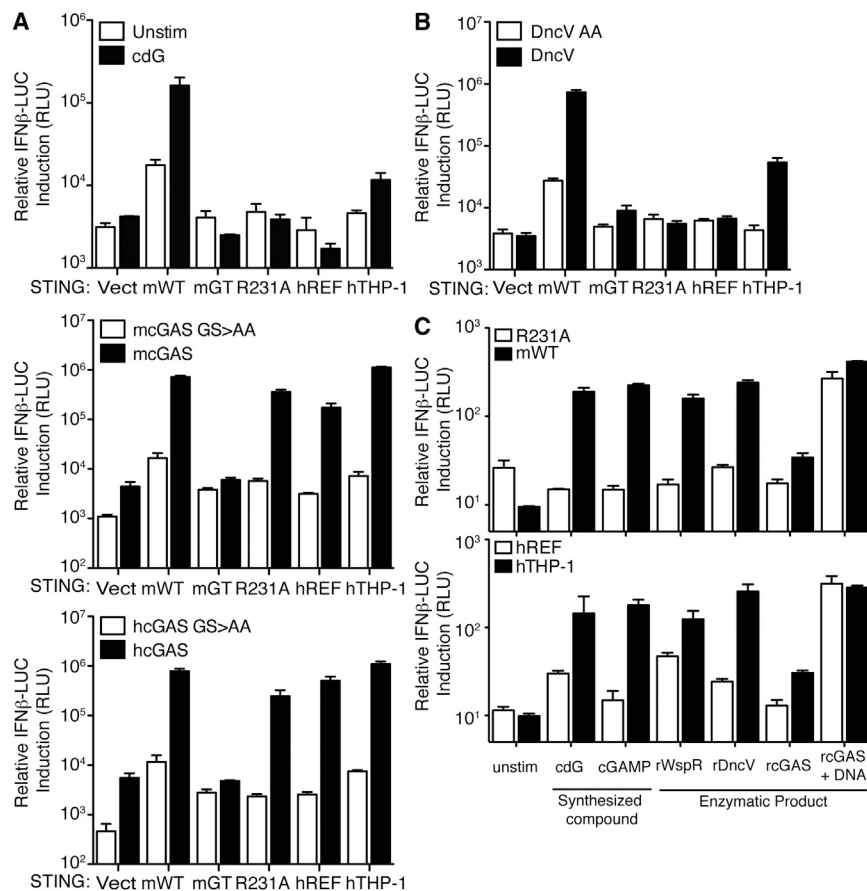 A
Relative IFNβ-LUC
Induction (RLU)
10⁶
10⁵
10⁴
10³
Unstim
cdG
STING: Vect mWT mGT R231A hREF hTHP-1
Relative IFNβ-LUC
Induction (RLU)
10⁷
10⁶
10⁵
10⁴
10³
10²
mcGAS GS>AA
mcGAS
STING: Vect mWT mGT R231A hREF hTHP-1
Relative IFNβ-LUC
Induction (RLU)
10⁷
10⁶
10⁵
10⁴
10³
10²
hcGAS GS>AA
hcGAS
STING: Vect mWT mGT R231A hREF hTHP-1
B
Relative IFNβ-LUC
Induction (RLU)
10⁷
10⁶
10⁵
10⁴
10³
DncV AA
DncV
STING: Vect mWT mGT R231A hREF hTHP-1
C
Relative IFNβ-LUC
Induction (RLU)
10³
10²
10¹
R231A
mWT
Relative IFNβ-LUC
Induction (RLU)
10³
10²
10¹
hREF
hTHP-1
unstim cdG cGAMP rWspR rDncV rcGAS rcGAS
+ DNA
Synthesized
compound
Enzymatic Product